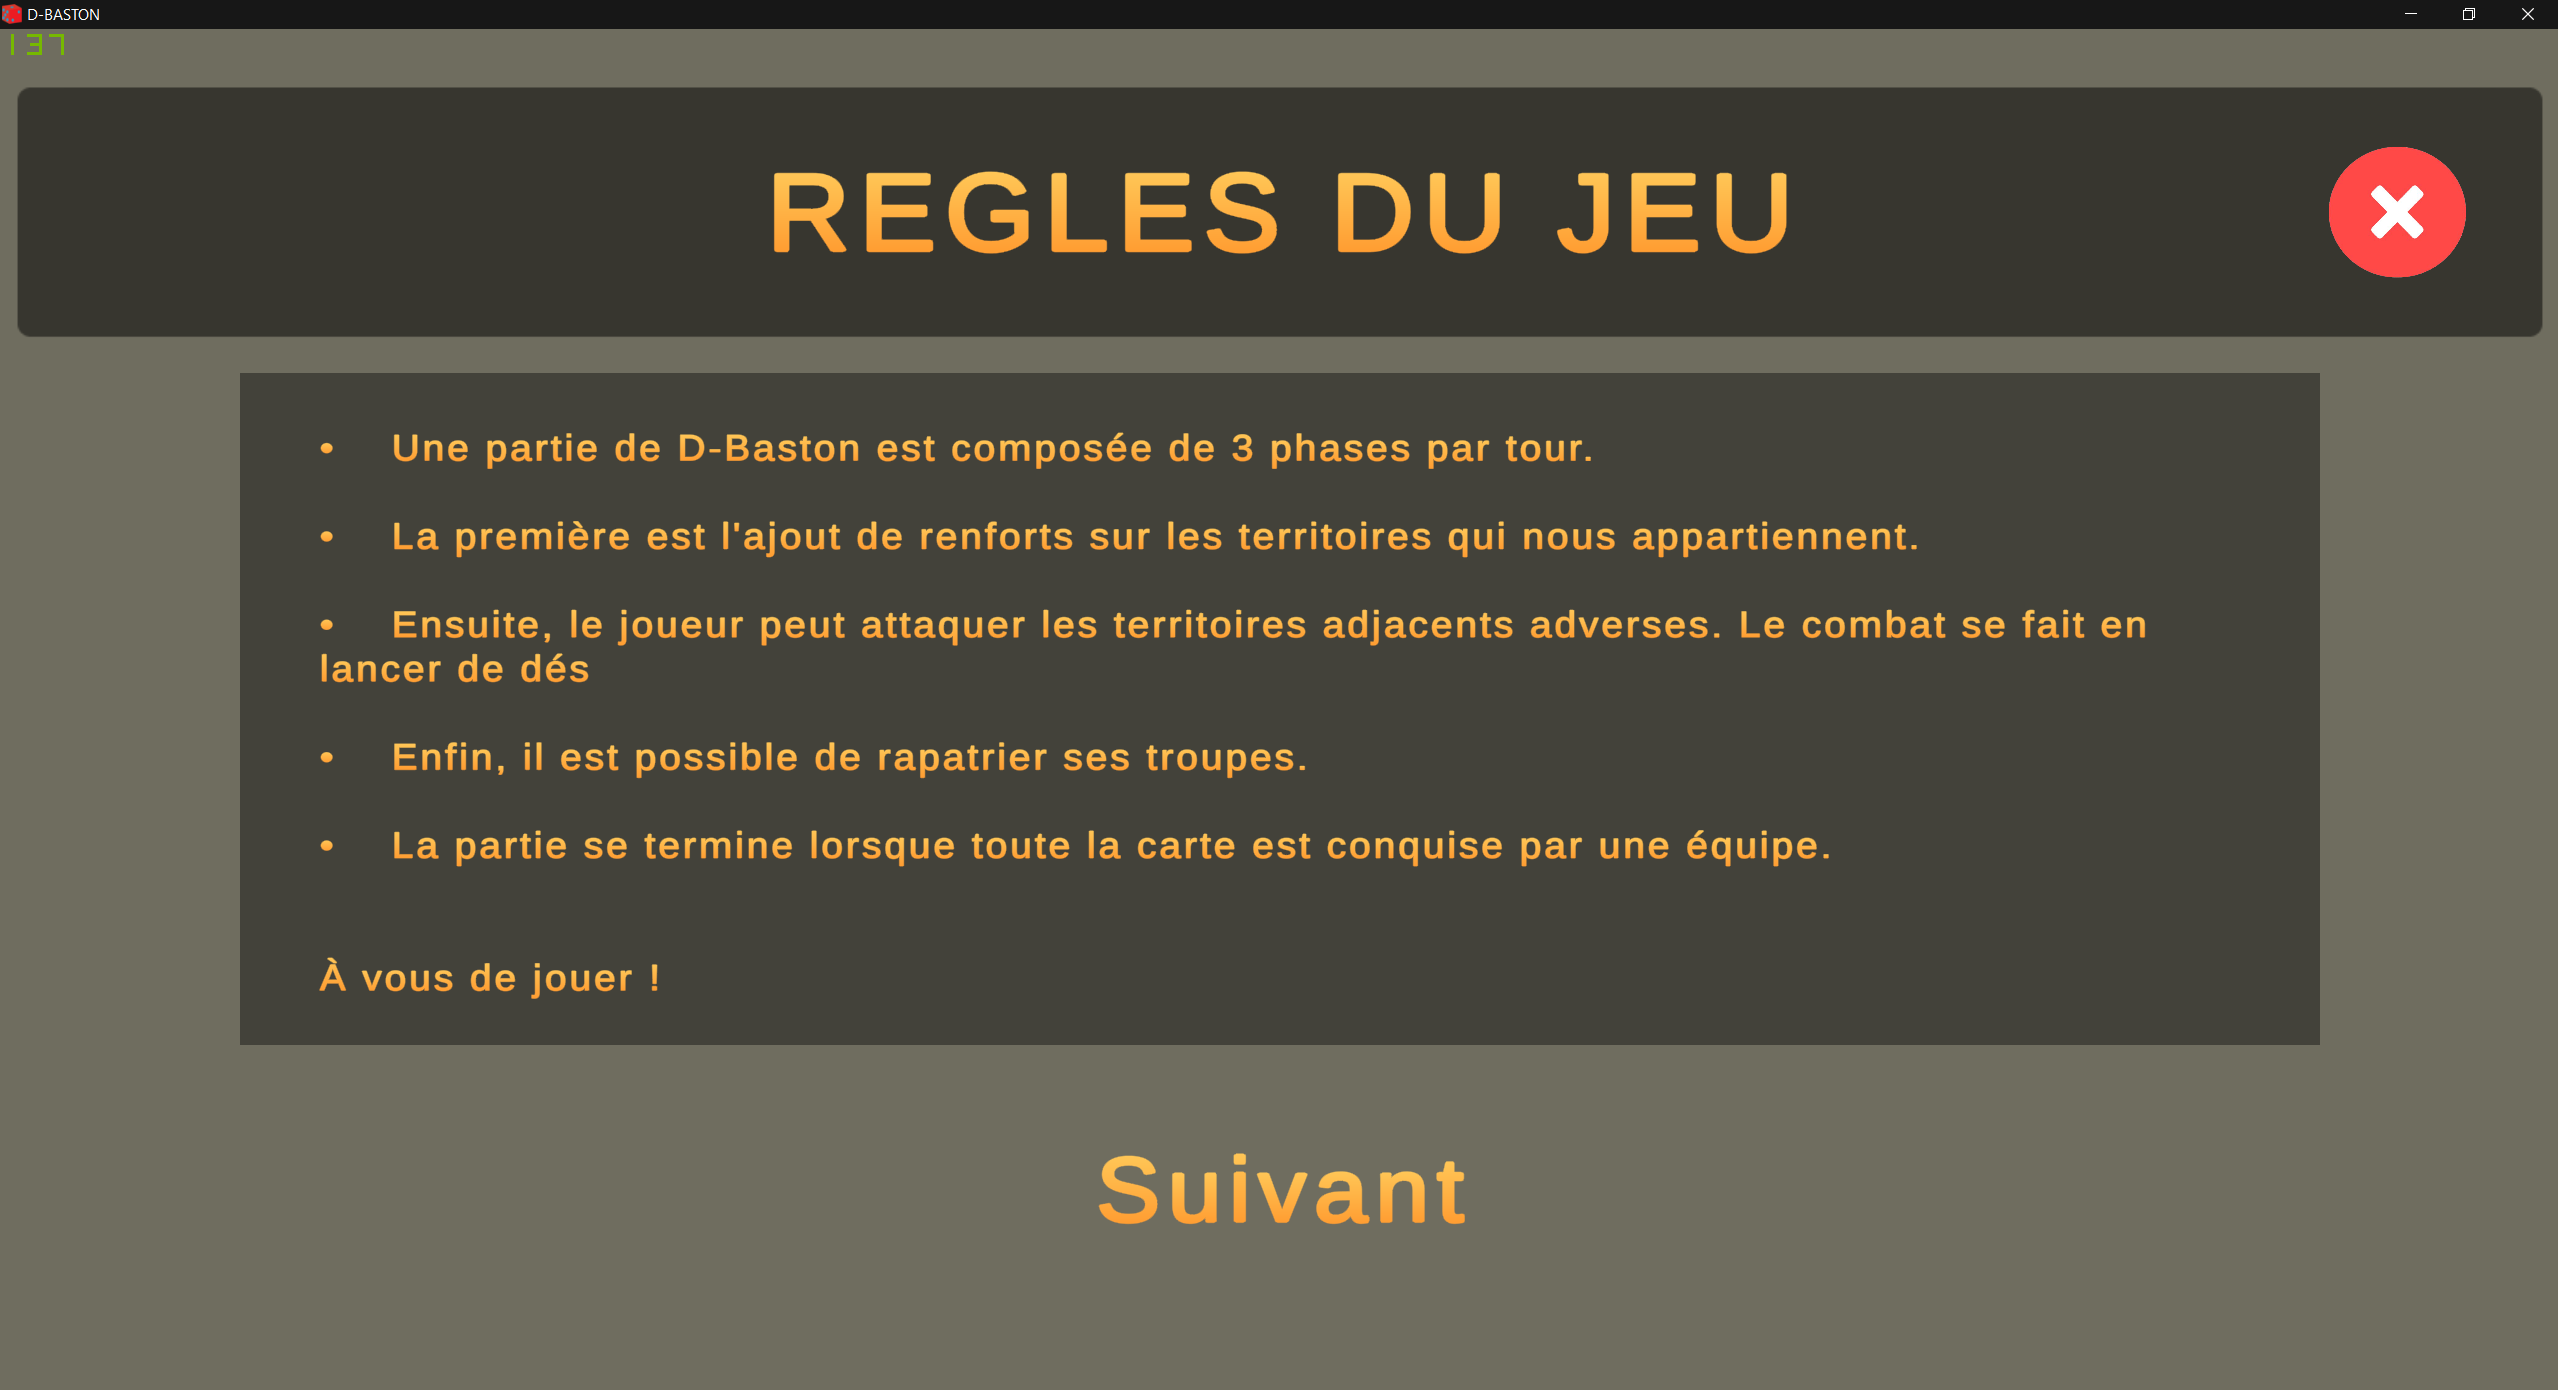 D-BASTON
137
REGLES DU JEU
• Une partie de D-Baston est composée de 3 phases par tour.
• La première est l'ajout de renforts sur les territoires qui nous appartiennent.
• Ensuite, le joueur peut attaquer les territoires adjacents adverses. Le combat se fait en
lancer de dés
• Enfin, il est possible de rapatrier ses troupes.
• La partie se termine lorsque toute la carte est conquise par une équipe.
À vous de jouer !
Suivant